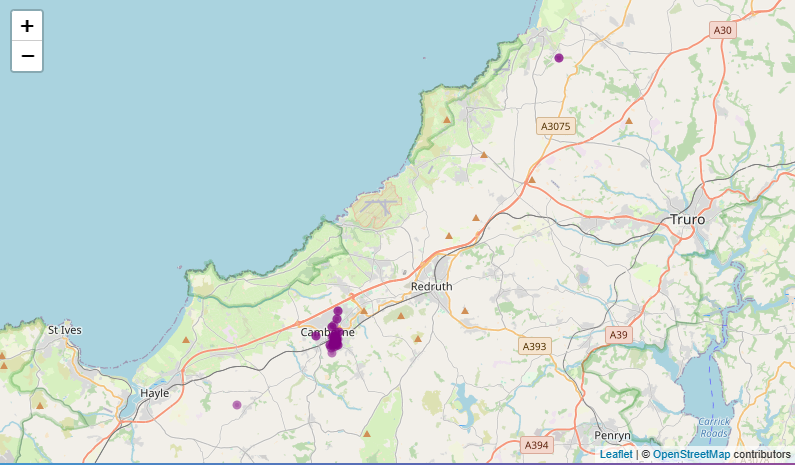 +
−
A30
A3075
Truro
Redruth
St Ives
Camborne
A39
A393
Hayle
Carrick
Roads
Penryn
A394
Leaflet | © OpenStreetMap contributors